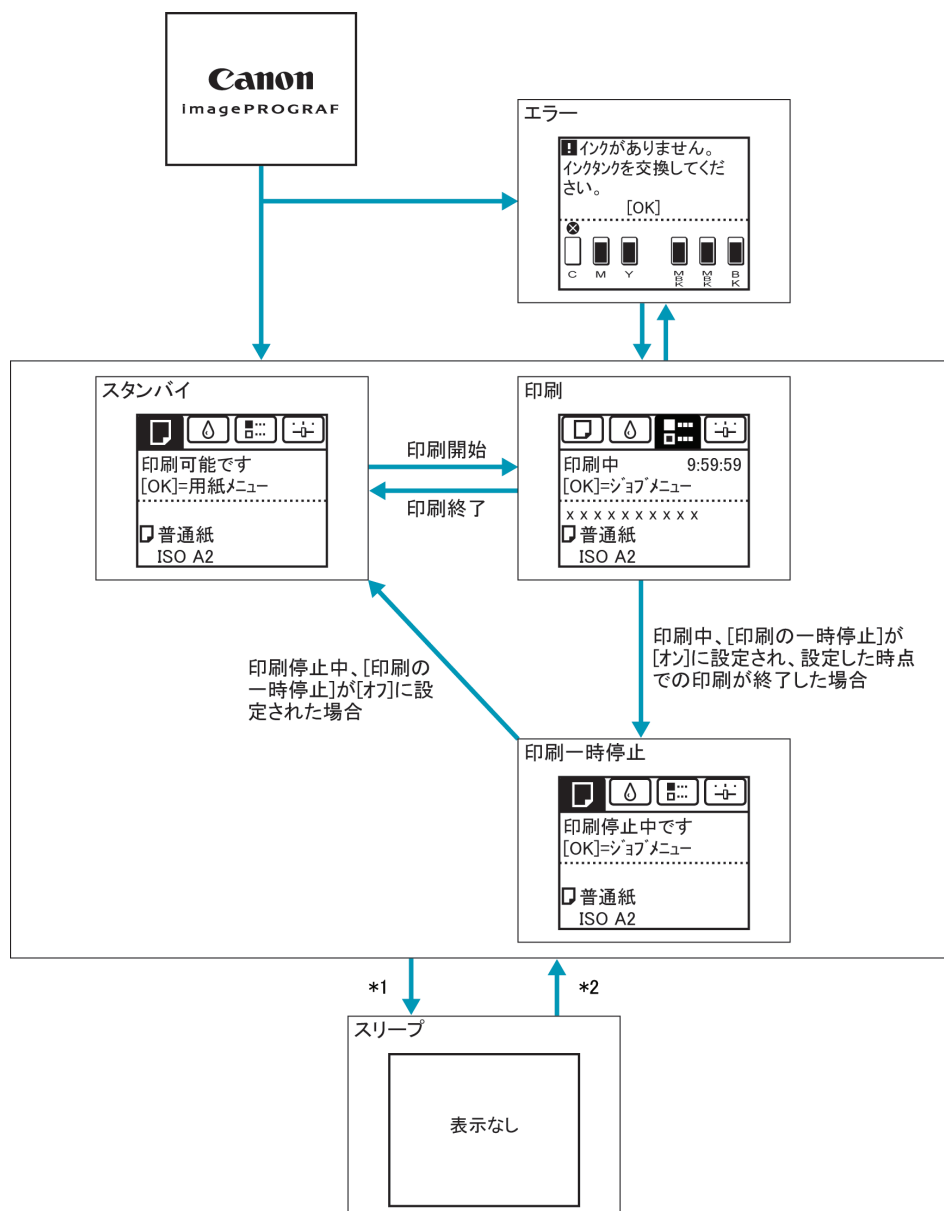 Canon
imagePROGRAF
エラー
インクがありません。
インクタンクを交換してくだ
さい。
[OK]
C M Y MBK MBK BK
スタンバイ
印刷可能です
[OK]=用紙メニュー
普通紙
ISO A2
印刷開始
印刷終了
印刷
印刷中 9:59:59
[OK]=ジョブメニュー
x x x x x x x x x x
普通紙
ISO A2
印刷停止中、[印刷の
一時停止]が[オフ]に設
定された場合
印刷中、[印刷の一時停止]が
[オン]に設定され、設定した時点
での印刷が終了した場合
印刷一時停止
印刷停止中です
[OK]=ジョブメニュー
普通紙
ISO A2
*1
*2
スリープ
表示なし